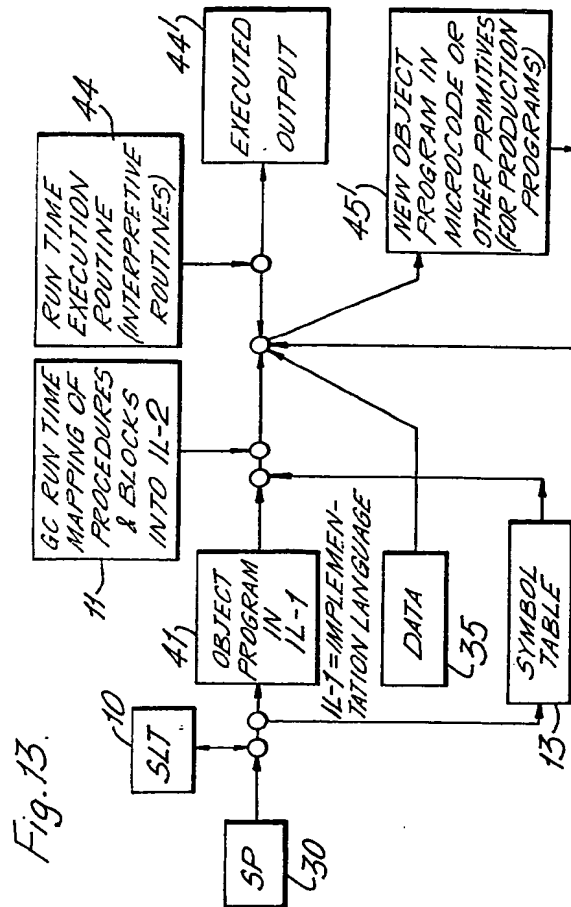 Fig. 13.
SP
30
SLT
10
OBJECT
PROGRAM
IN
IL-1
41
IL-1 = IMPLEMEN-
TATION LANGUAGE
GC RUN TIME
MAPPING OF
PROCEDURES
& BLOCKS
INTO IL-2
11
RUN TIME
EXECUTION
ROUTINE
(INTERPRETIVE
ROUTINES)
44
EXECUTED
OUTPUT
44'
DATA
35
SYMBOL
TABLE
13
NEW OBJECT
PROGRAM IN
MICROCODE OR
OTHER PRIMITIVES
(FOR PRODUCTION
PROGRAMS)
45'